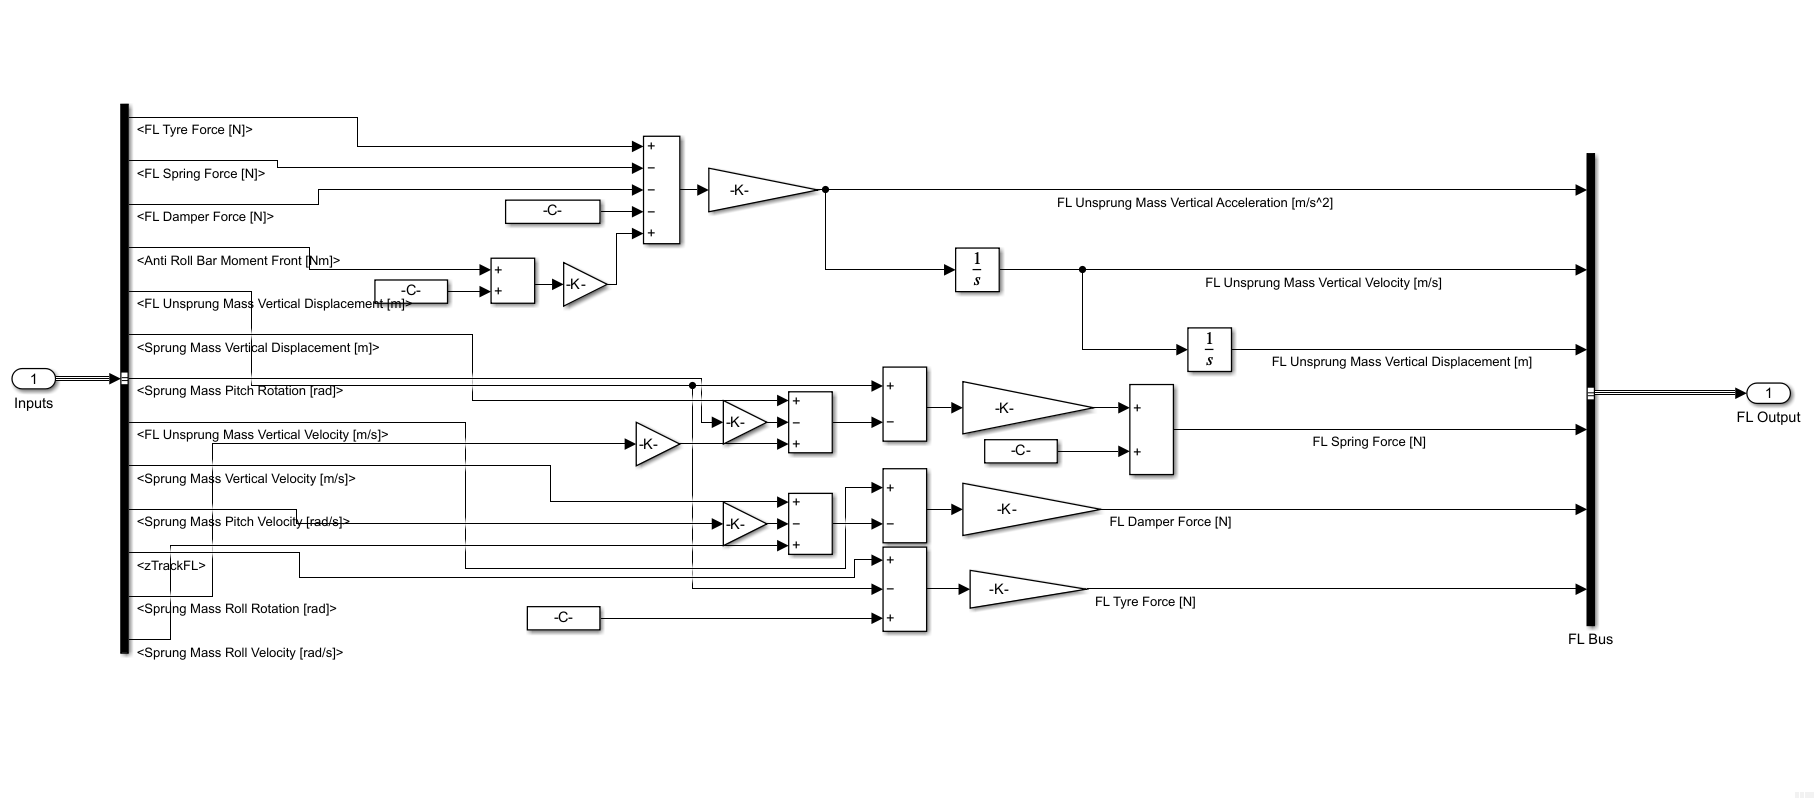 <FL Tyre Force [N]>
+
<FL Spring Force [N]>
−
<FL Damper Force [N]>
−
-K-
FL Unsprung Mass Vertical Acceleration [m/s^2]
-C-
−
+
<Anti Roll Bar Moment Front [Nm]>
+
-C-
+
-K-
1
s
FL Unsprung Mass Vertical Velocity [m/s]
<FL Unsprung Mass Vertical Displacement [m]>
<Sprung Mass Vertical Displacement [m]>
1
s
FL Unsprung Mass Vertical Displacement [m]
1
Inputs
<Sprung Mass Pitch Rotation [rad]>
+
−
-K-
+
−
+
-K-
-K-
+
+
-C-
FL Spring Force [N]
1
FL Output
<FL Unsprung Mass Vertical Velocity [m/s]>
<Sprung Mass Vertical Velocity [m/s]>
<Sprung Mass Pitch Velocity [rad/s]>
-K-
+
−
+
+
−
-K-
FL Damper Force [N]
<zTrackFL>
<Sprung Mass Roll Rotation [rad]>
+
−
+
-K-
FL Tyre Force [N]
-C-
FL Bus
<Sprung Mass Roll Velocity [rad/s]>